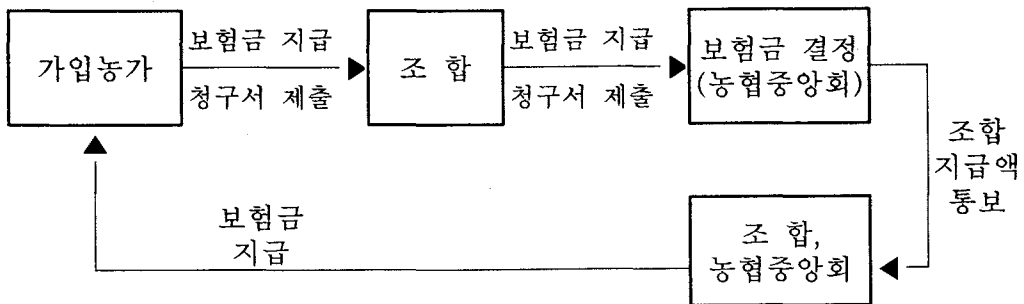 가입농가
보험금 지급
청구서 제출
조 합
보험금 지급
청구서 제출
보험금 결정
(농협중앙회)
조합
지급액
통보
조 합,
농협중앙회
보험금
지급